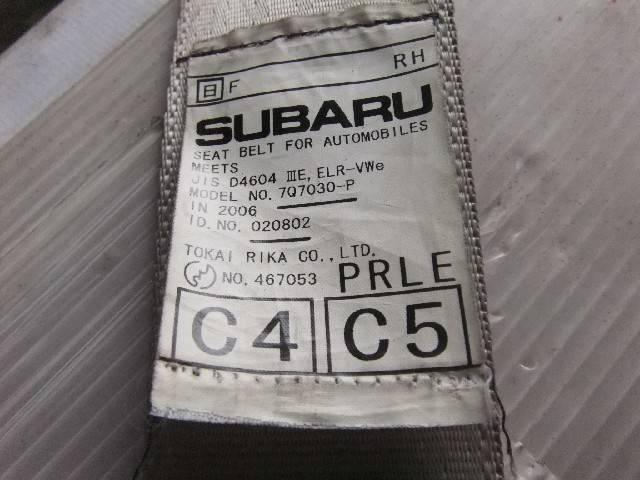 RH
日 F
SUBARU
SEAT BELT FOR AUTOMOBILES
MEETS
JIS D4604 ⅢE, ELR-VWe
MODEL NO. 7Q7030-P
IN 2006
ID. NO. 020802
TOKAI RIKA CO., LTD.
NO. 467053 PRLE
C4 C5